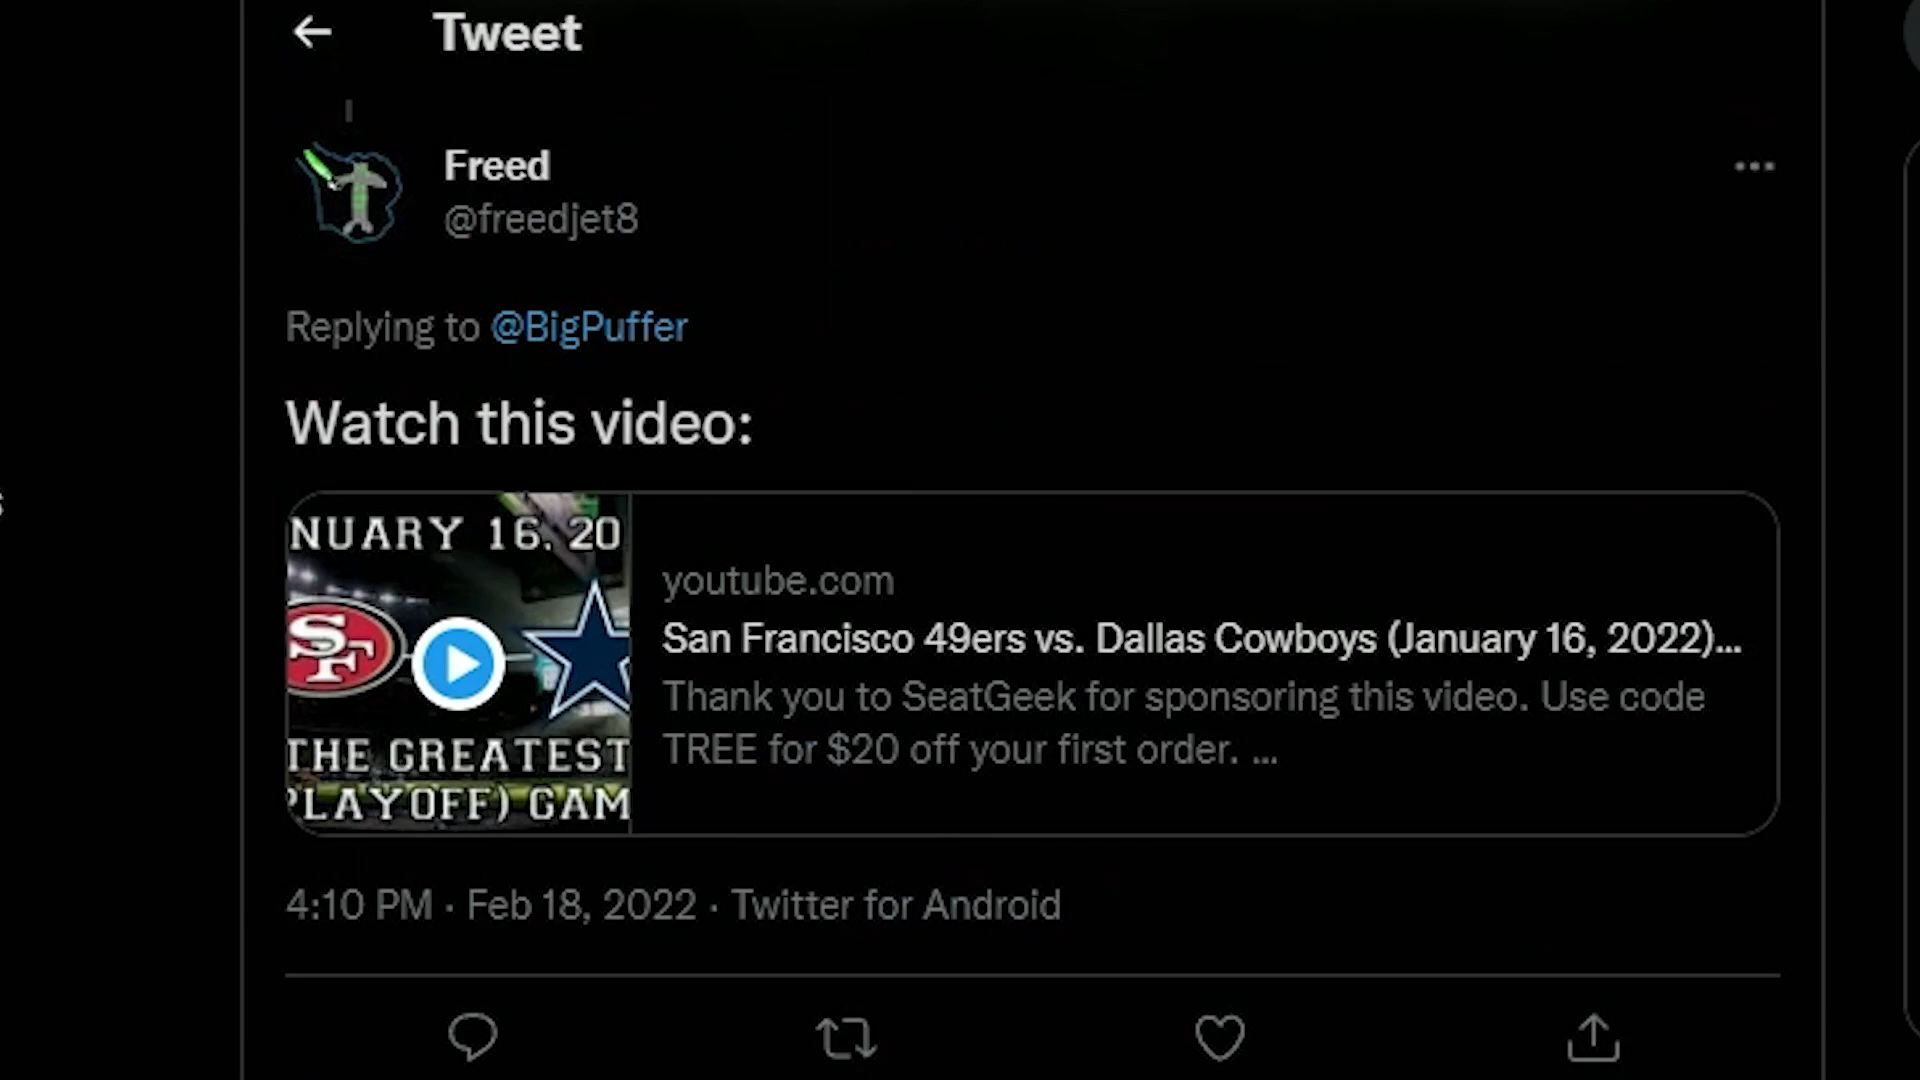 Tweet
Freed
@freedjet8
Replying to @BigPuffer
Watch this video:
NUARY 16, 20
SF
THE GREATEST
PLAYOFF) GAM
youtube.com
San Francisco 49ers vs. Dallas Cowboys (January 16, 2022)...
Thank you to SeatGeek for sponsoring this video. Use code
TREE for $20 off your first order. ...
4:10 PM · Feb 18, 2022 · Twitter for Android